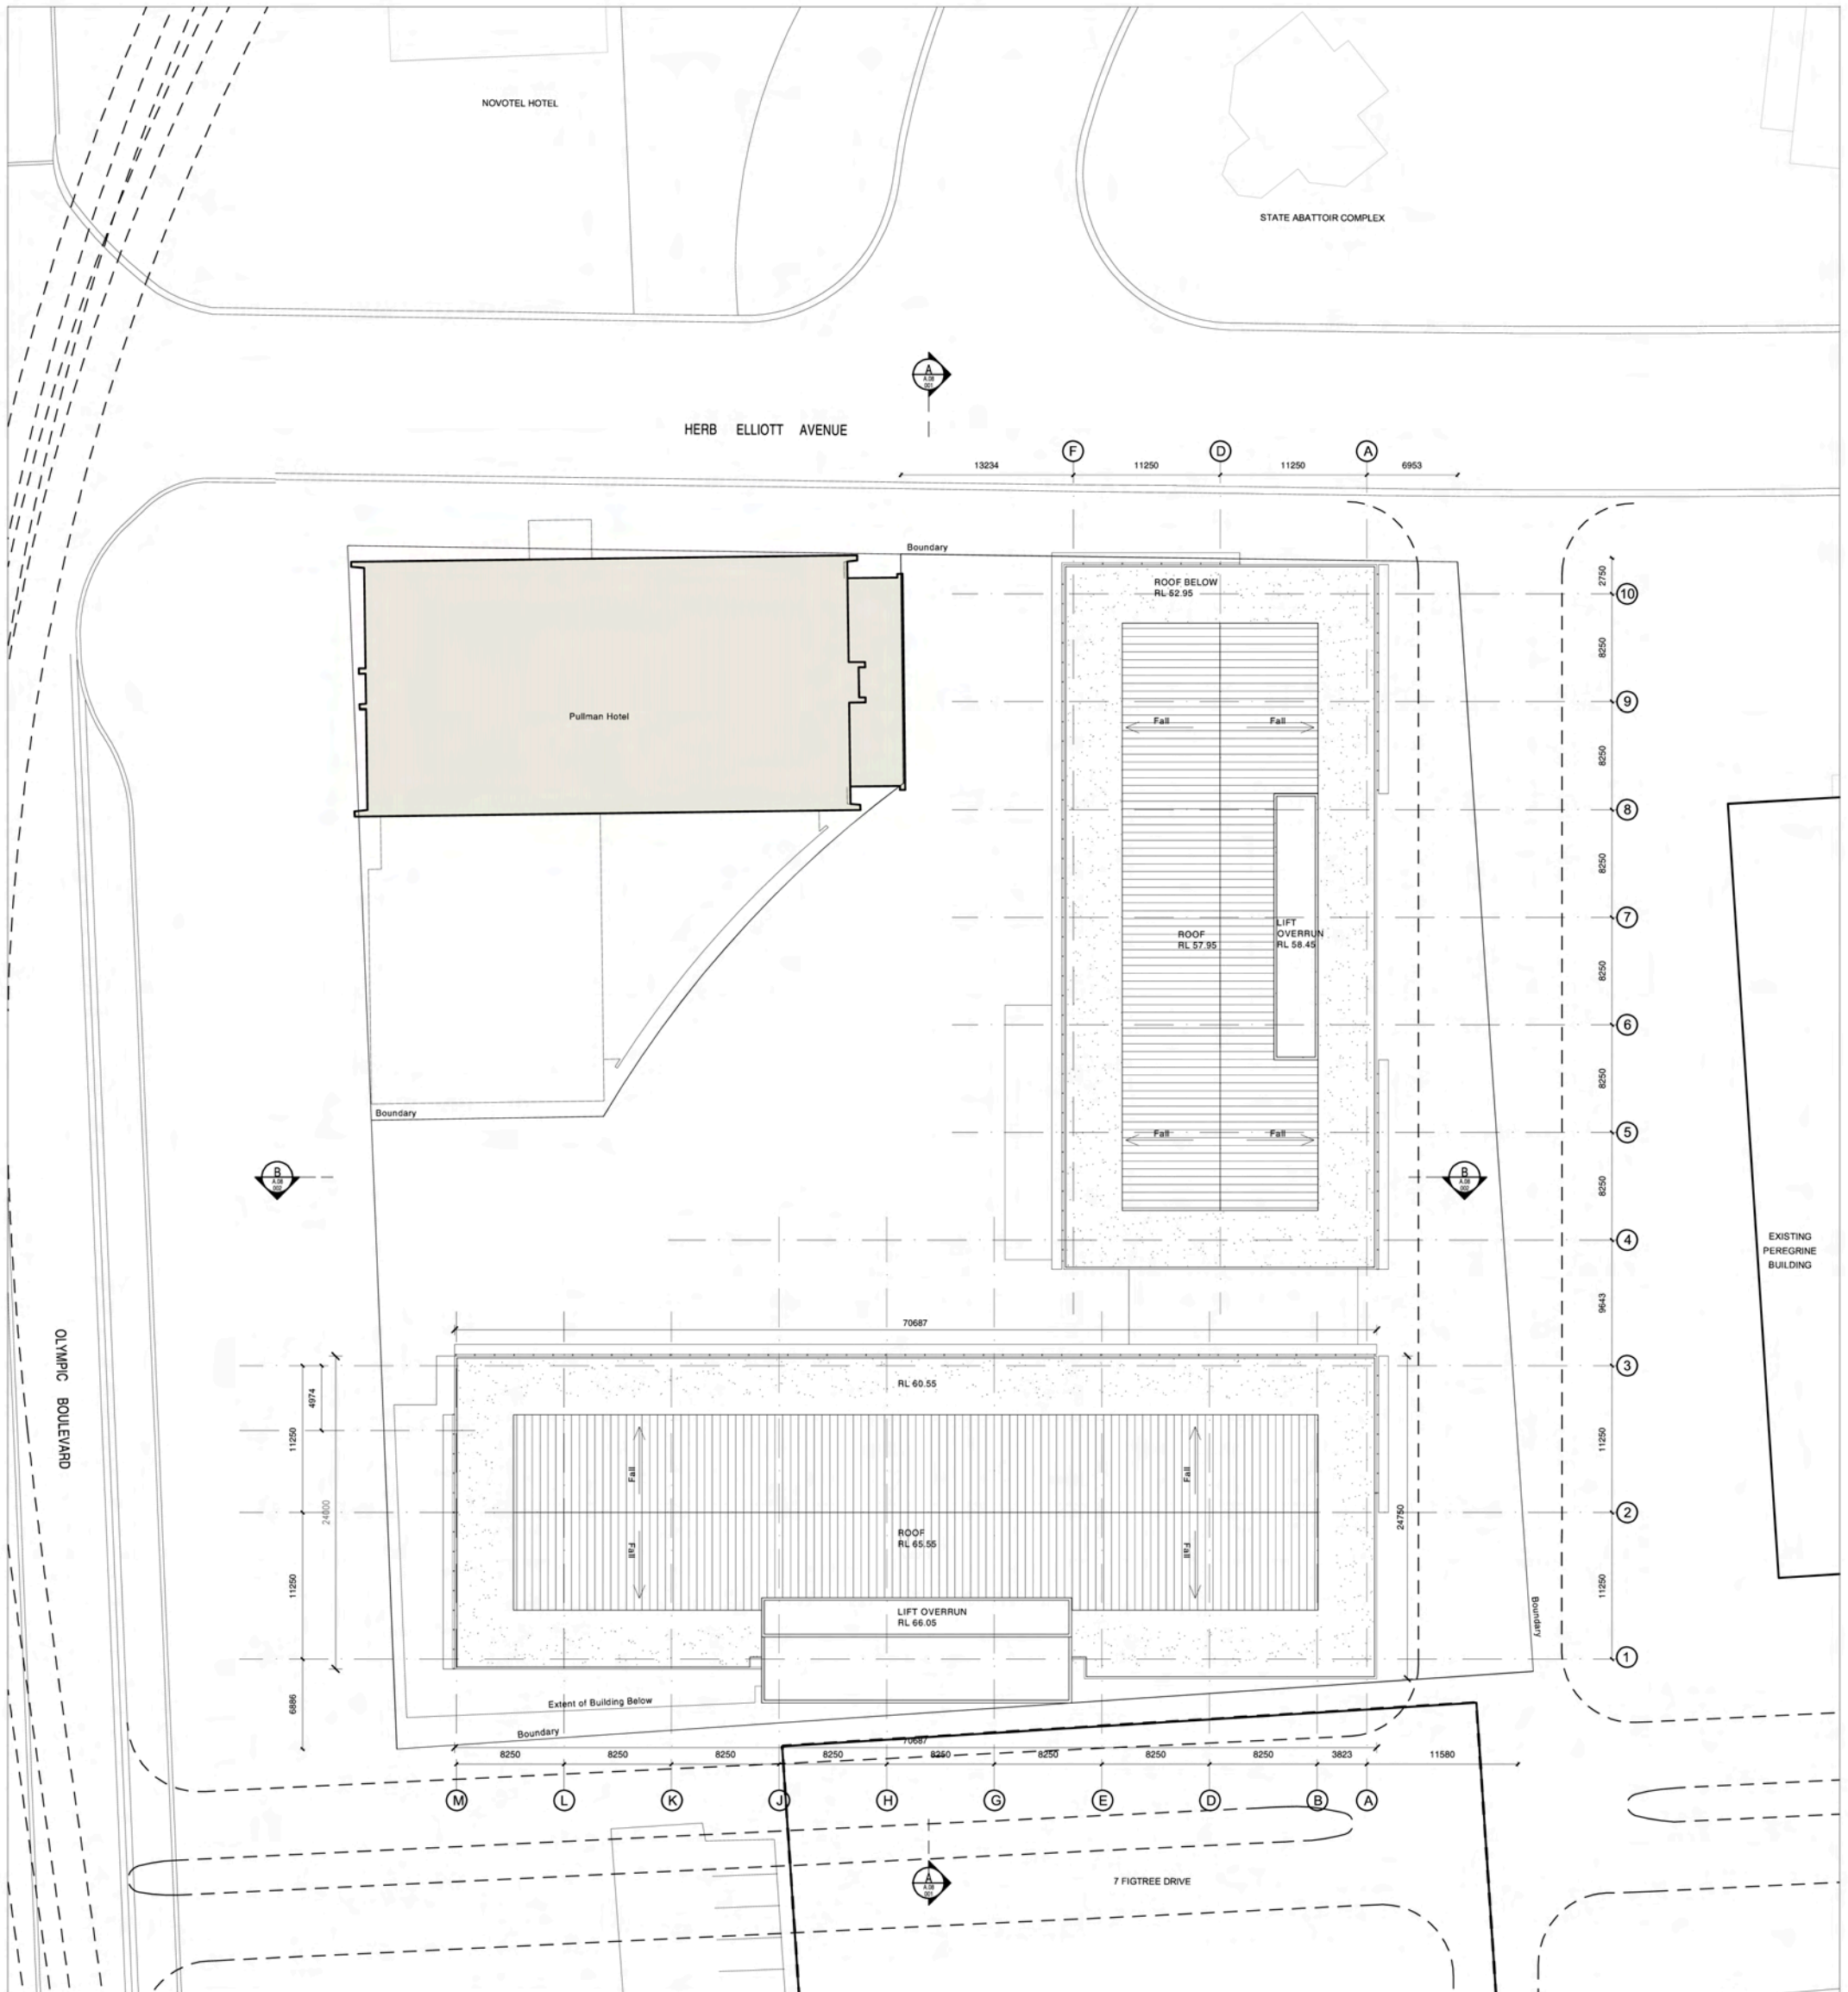 NOVOTEL HOTEL
STATE ABATTOIR COMPLEX
A
A.08
001
HERB ELLIOTT AVENUE
F
D
A
13234
11250
11250
6953
Boundary
ROOF BELOW
RL 52.95
2750
10
8250
9
Pullman Hotel
Fall
Fall
8250
8
8250
7
LIFT
OVERRUN
RL 58.45
ROOF
RL 57.95
8250
6
8250
Boundary
5
Fall
Fall
B
A.08
002
B
A.08
002
8250
4
EXISTING
PEREGRINE
BUILDING
9643
70687
3
OLYMPIC BOULEVARD
4974
11250
24000
RL 60.55
11250
Fall
Fall
2
24750
ROOF
RL 65.55
Fall
Fall
11250
11250
LIFT OVERRUN
RL 66.05
Boundary
1
6886
Extent of Building Below
Boundary
70687
8250
8250
8250
8250
8250
8250
8250
8250
3823
11580
M
L
K
J
H
G
E
D
B
A
A
A.08
001
7 FIGTREE DRIVE